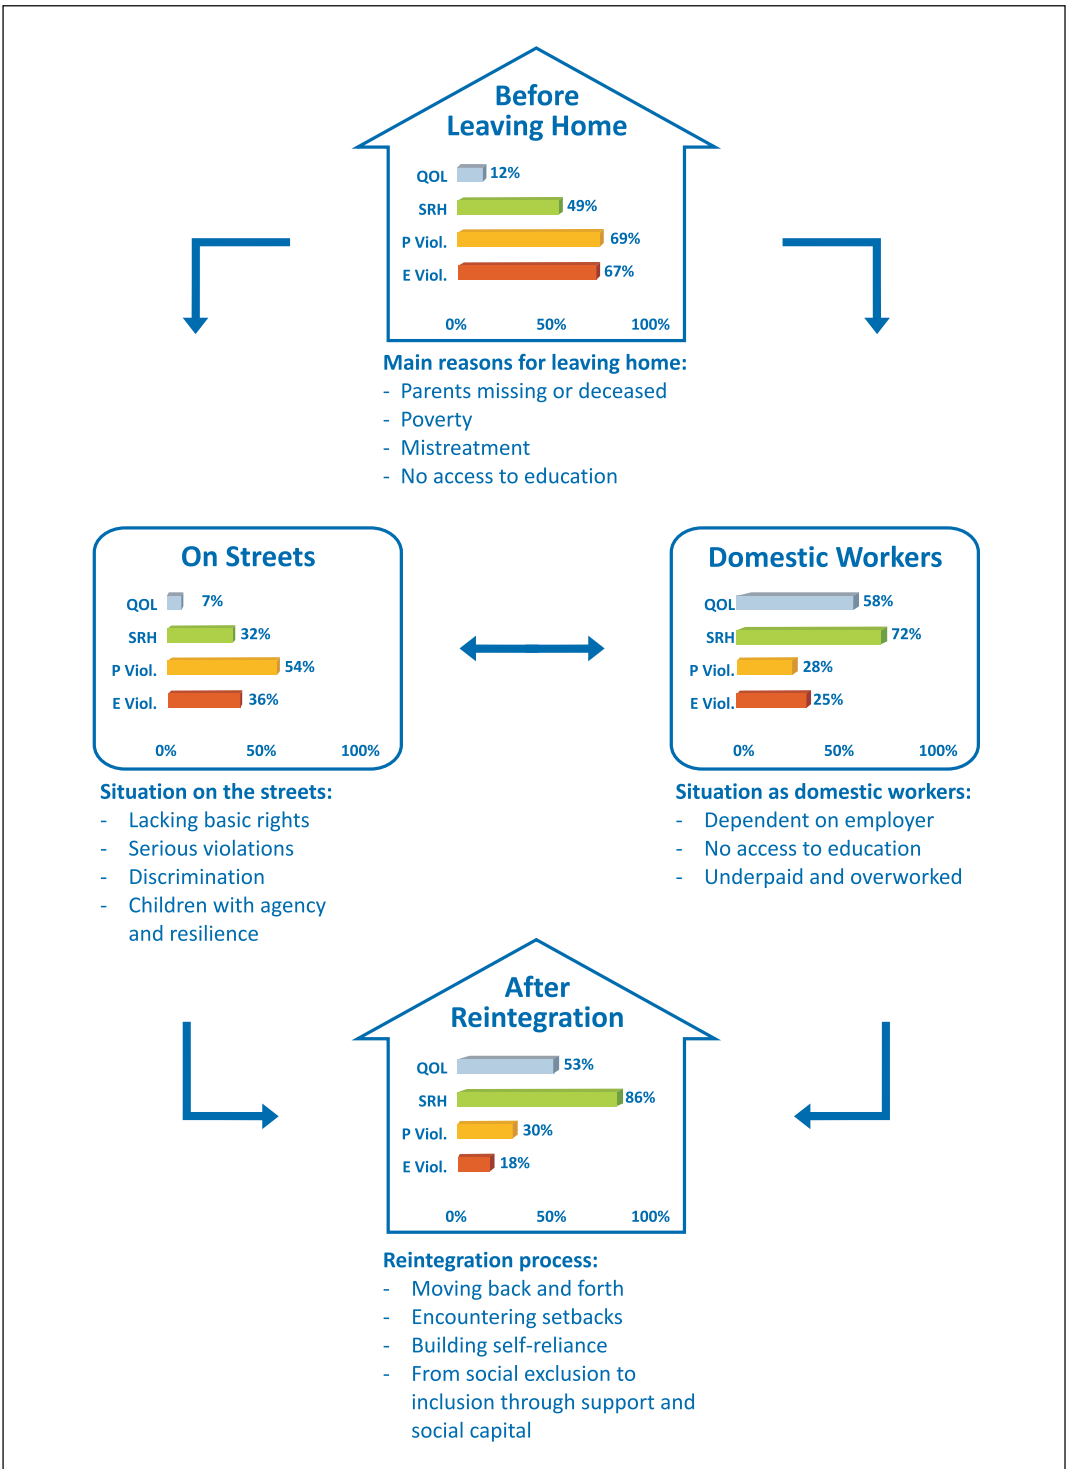 Before
Leaving Home
QOL 12%
SRH 49%
P Viol. 69%
E Viol. 67%
0% 50% 100%
Main reasons for leaving home:
- Parents missing or deceased
- Poverty
- Mistreatment
- No access to education
On Streets
QOL 7%
SRH 32%
P Viol. 54%
E Viol. 36%
0% 50% 100%
Situation on the streets:
- Lacking basic rights
- Serious violations
- Discrimination
- Children with agency
and resilience
Domestic Workers
QOL 58%
SRH 72%
P Viol. 28%
E Viol. 25%
0% 50% 100%
Situation as domestic workers:
- Dependent on employer
- No access to education
- Underpaid and overworked
After
Reintegration
QOL 53%
SRH 86%
P Viol. 30%
E Viol. 18%
0% 50% 100%
Reintegration process:
- Moving back and forth
- Encountering setbacks
- Building self-reliance
- From social exclusion to
inclusion through support and
social capital